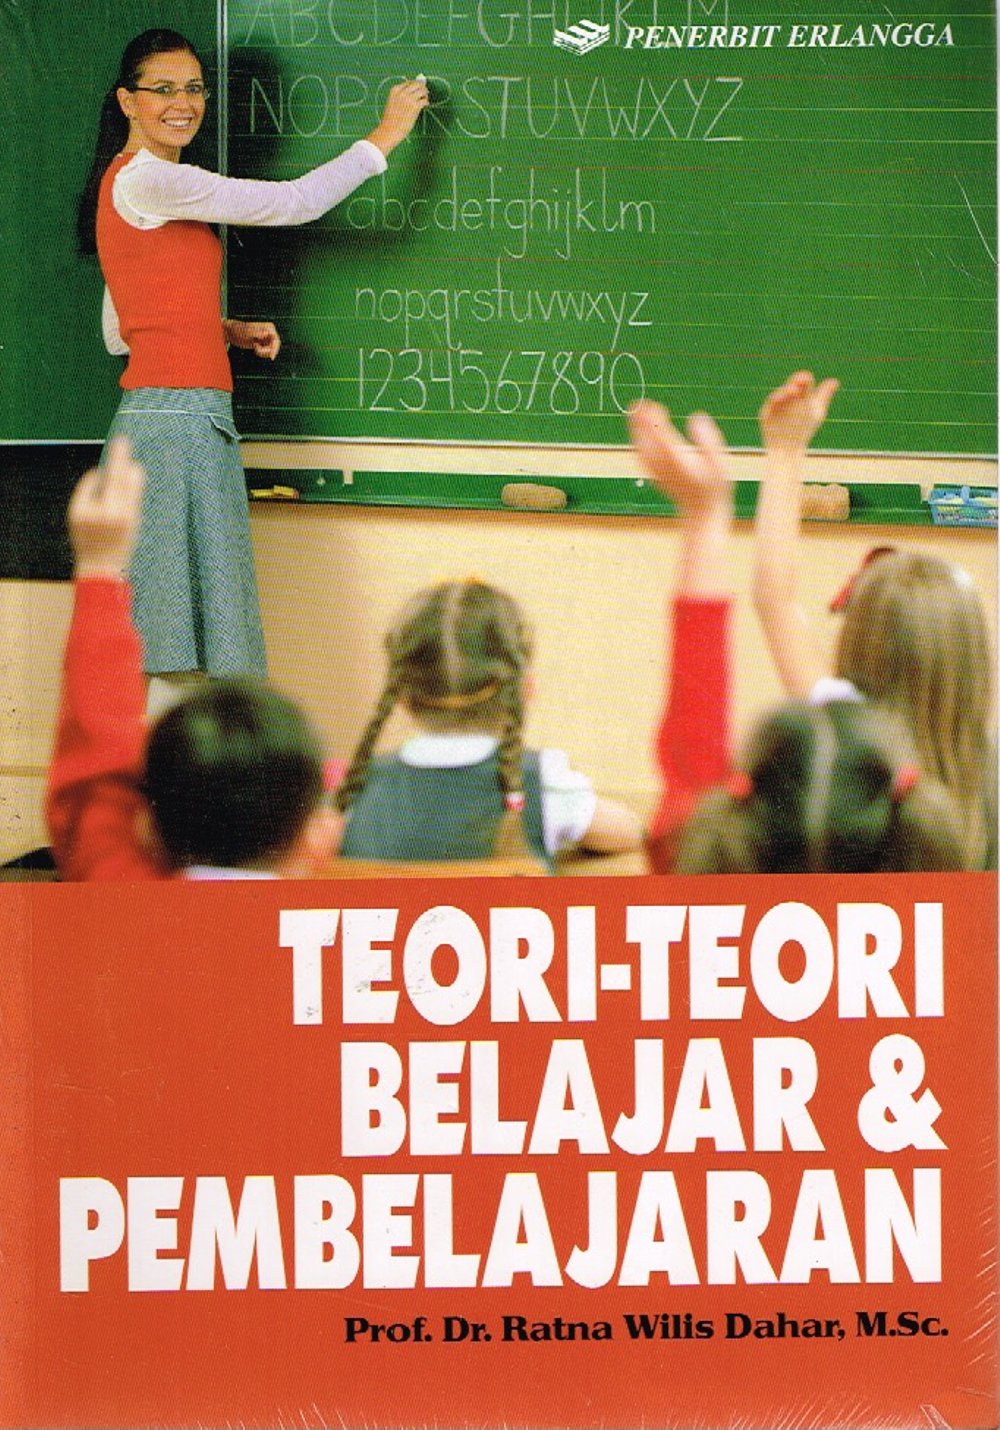 ABCDEFGHIJKLM
PENERBIT ERLANGGA
NOPQRSTUVWXYZ
abcdefghijklm
nopqrstuvwxyz
1234567890
TEORI-TEORI
BELAJAR &
PEMBELAJARAN
Prof. Dr. Ratna Wilis Dahar, M.Sc.